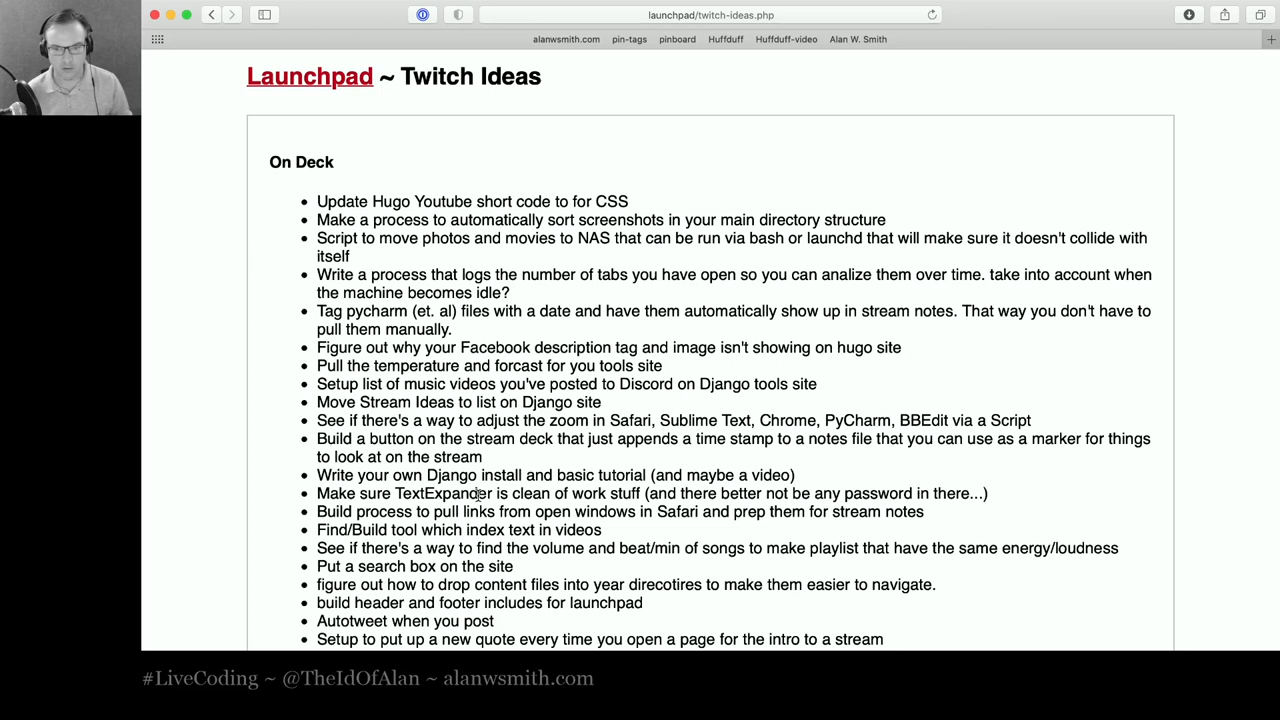 launchpad/twitch-ideas.php
alanwsmith.com pin-tags pinboard Huffduff Huffduff-video Alan W. Smith
Launchpad ~ Twitch Ideas
On Deck
Update Hugo Youtube short code to for CSS
Make a process to automatically sort screenshots in your main directory structure
Script to move photos and movies to NAS that can be run via bash or launchd that will make sure it doesn't collide with
itself
Write a process that logs the number of tabs you have open so you can analize them over time. take into account when
the machine becomes idle?
Tag pycharm (et. al) files with a date and have them automatically show up in stream notes. That way you don't have to
pull them manually.
Figure out why your Facebook description tag and image isn't showing on hugo site
Pull the temperature and forcast for you tools site
Setup list of music videos you've posted to Discord on Django tools site
Move Stream Ideas to list on Django site
See if there's a way to adjust the zoom in Safari, Sublime Text, Chrome, PyCharm, BBEdit via a Script
Build a button on the stream deck that just appends a time stamp to a notes file that you can use as a marker for things
to look at on the stream
Write your own Django install and basic tutorial (and maybe a video)
Make sure TextExpander is clean of work stuff (and there better not be any password in there...)
Build process to pull links from open windows in Safari and prep them for stream notes
Find/Build tool which index text in videos
See if there's a way to find the volume and beat/min of songs to make playlist that have the same energy/loudness
Put a search box on the site
figure out how to drop content files into year direcotires to make them easier to navigate.
build header and footer includes for launchpad
Autotweet when you post
Setup to put up a new quote every time you open a page for the intro to a stream
#LiveCoding ~ @TheIdOfAlan ~ alanwsmith.com